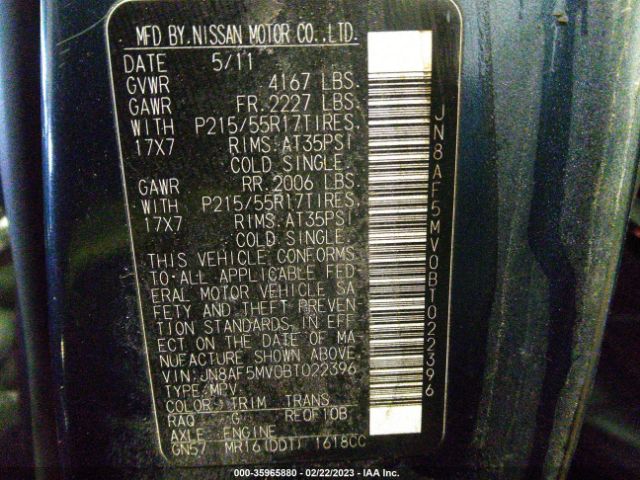 MFD BY.NISSAN MOTOR CO.,LTD.
DATE 5/11
GVWR 4167 LBS.
GAWR FR.2227 LBS.
WITH P215/55R17TIRES.
17X7 RIMS.AT35PSI
COLD SINGLE.
GAWR RR.2006 LBS.
WITH P215/55R17TIRES.
17X7 RIMS.AT35PSI
COLD SINGLE.
THIS VEHICLE CONFORMS
TO ALL APPLICABLE FED
ERAL MOTOR VEHICLE SA
FETY AND THEFT PREVEN
TION STANDARDS IN EFF
ECT ON THE DATE OF MA
NUFACTURE SHOWN ABOVE.
VIN:JN8AF5MV0BT022396
TYPE/MPV
COLOR TRIM TRANS
RAQ G RE0F10B
AXLE ENGINE
GN57 MR16(DDT) 1618CC
JN8AF5MV0BT022396
000-35965880 - 02/22/2023 - IAA Inc.